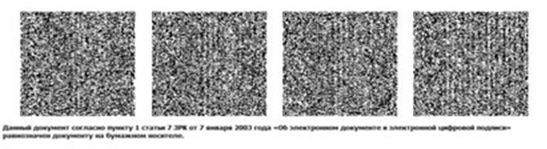 Данный документ согласно пункту 1 статьи 7 ЗРК от 7 января 2003 года «Об электронном документе и электронной цифровой подписи»
равнозначен документу на бумажном носителе.